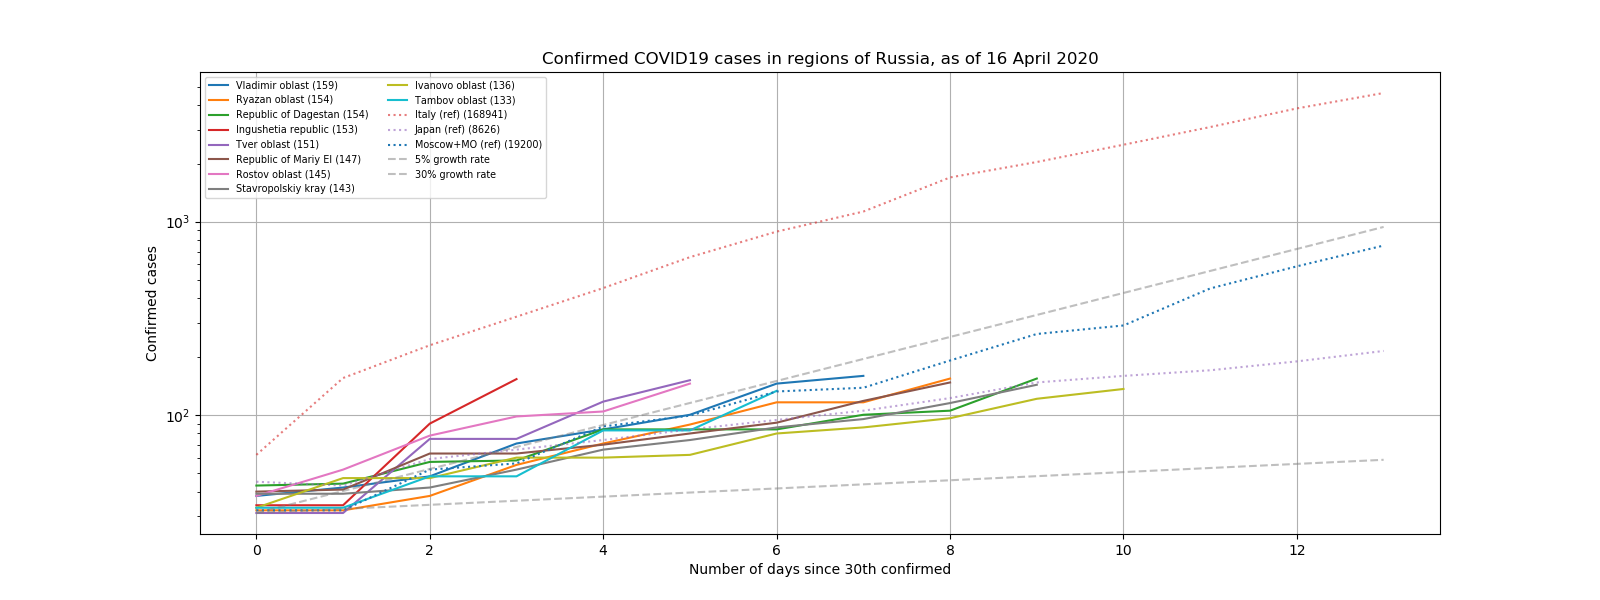 Confirmed COVID19 cases in regions of Russia, as of 16 April 2020
Vladimir oblast (159)
Ryazan oblast (154)
Republic of Dagestan (154)
Ingushetia republic (153)
Tver oblast (151)
Republic of Mariy El (147)
Rostov oblast (145)
Stavropolskiy kray (143)
Ivanovo oblast (136)
Tambov oblast (133)
Italy (ref) (168941)
Japan (ref) (8626)
Moscow+MO (ref) (19200)
5% growth rate
30% growth rate
Confirmed cases
10³
10²
0 2 4 6 8 10 12
Number of days since 30th confirmed